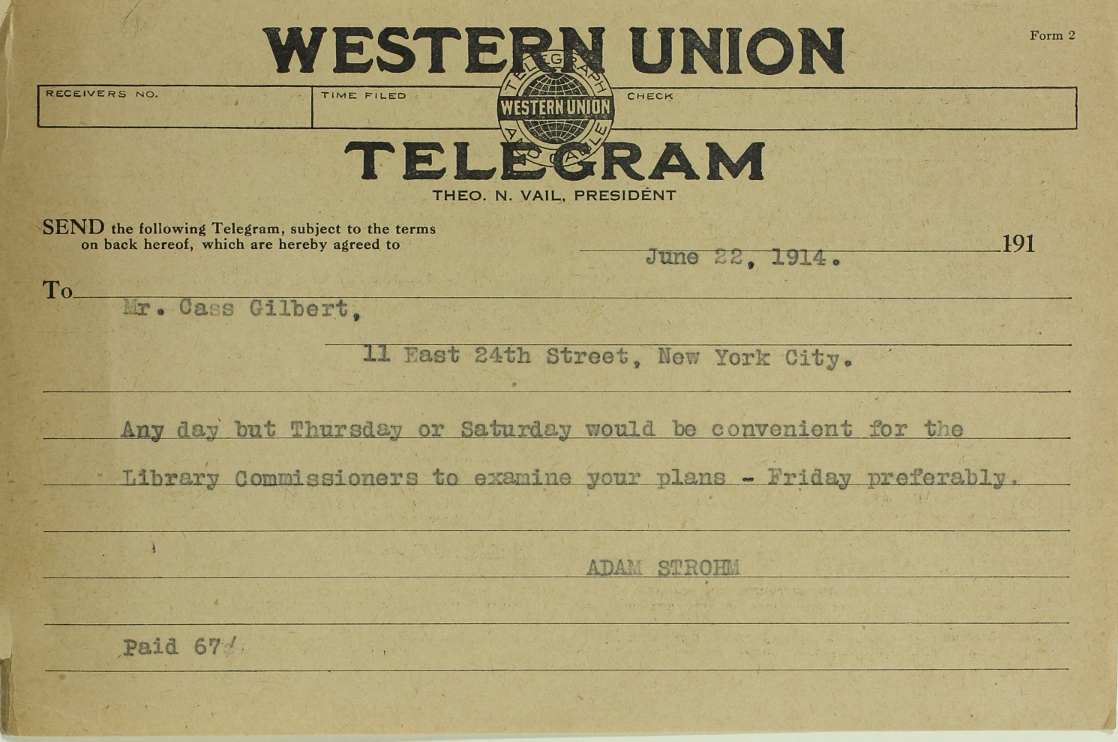 WESTERN UNION
Form 2
RECEIVERS NO.
TIME FILED
CHECK
TELEGRAPH
WESTERN UNION
AND CABLE
TELEGRAM
THEO. N. VAIL, PRESIDENT
SEND the following Telegram, subject to the terms
on back hereof, which are hereby agreed to
191
June 22, 1914.
To
Mr. Cass Gilbert,
11 East 24th Street, New York City.
Any day but Thursday or Saturday would be convenient for the
Library Commissioners to examine your plans - Friday preferably.
ADAM STROHM
Paid 67